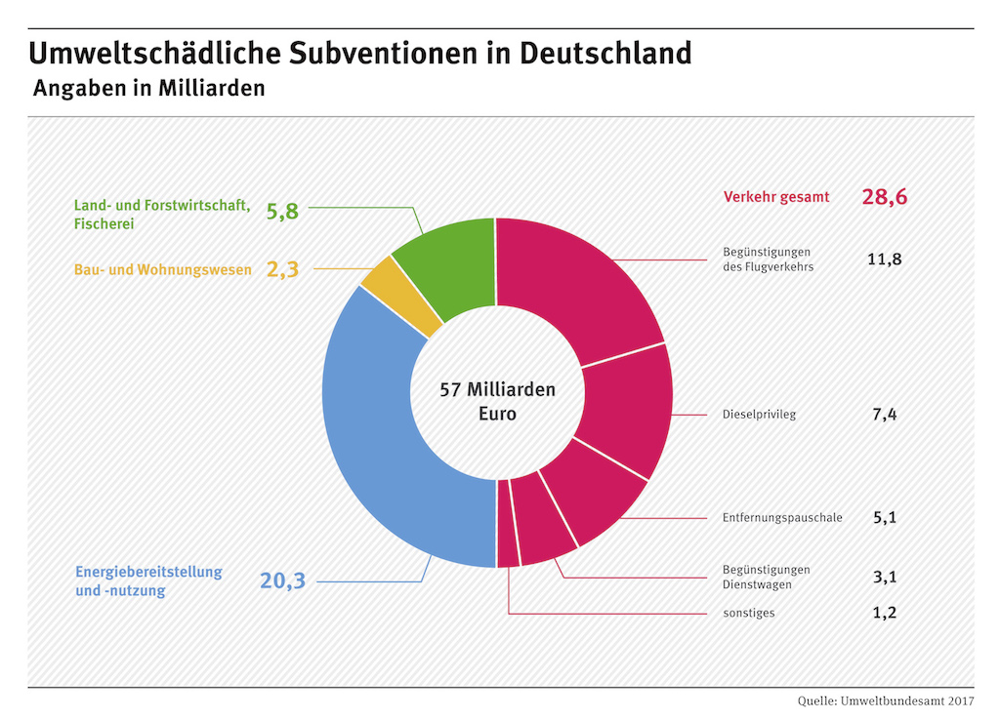 Umweltschädliche Subventionen in Deutschland
Angaben in Milliarden
Land- und Forstwirtschaft,
Fischerei
5,8
Bau- und Wohnungswesen 2,3
Energiebereitstellung
und -nutzung
20,3
57 Milliarden
Euro
Verkehr gesamt 28,6
Begünstigungen
des Flugverkehrs
11,8
Dieselprivileg 7,4
Entfernungspauschale 5,1
Begünstigungen
Dienstwagen
3,1
sonstiges 1,2
Quelle: Umweltbundesamt 2017